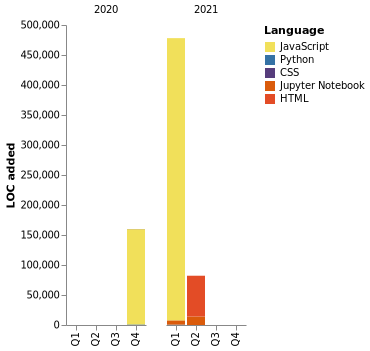 2020 2021
LOC added
500,000
450,000
400,000
350,000
300,000
250,000
200,000
150,000
100,000
50,000
0
Q1 Q2 Q3 Q4 Q1 Q2 Q3 Q4
Language
JavaScript
Python
CSS
Jupyter Notebook
HTML